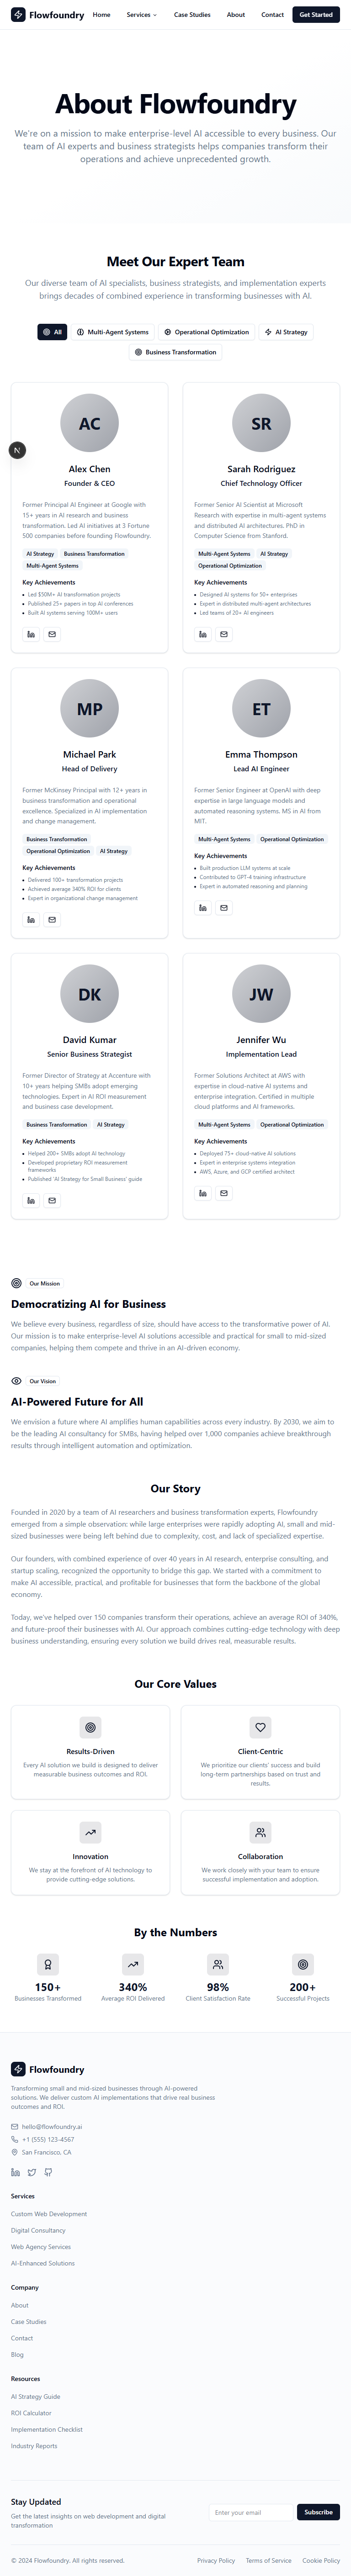 Flowfoundry
Home
Services
Case Studies
About
Contact
Get Started
About Flowfoundry
We're on a mission to make enterprise-level AI accessible to every business. Our
team of AI experts and business strategists helps companies transform their
operations and achieve unprecedented growth.
Meet Our Expert Team
Our diverse team of AI specialists, business strategists, and implementation experts
brings decades of combined experience in transforming businesses with AI.
All
Multi-Agent Systems
Operational Optimization
AI Strategy
Business Transformation
AC
Alex Chen
Founder & CEO
Former Principal AI Engineer at Google with
15+ years in AI research and business
transformation. Led AI initiatives at 3 Fortune
500 companies before founding Flowfoundry.
AI Strategy
Business Transformation
Multi-Agent Systems
Key Achievements
Led $50M+ AI transformation projects
Published 25+ papers in top AI conferences
Built AI systems serving 100M+ users
N
SR
Sarah Rodriguez
Chief Technology Officer
Former Senior AI Scientist at Microsoft
Research with expertise in multi-agent systems
and distributed AI architectures. PhD in
Computer Science from Stanford.
Multi-Agent Systems
AI Strategy
Operational Optimization
Key Achievements
Designed AI systems for 50+ enterprises
Expert in distributed multi-agent architectures
Led teams of 20+ AI engineers
MP
Michael Park
Head of Delivery
Former McKinsey Principal with 12+ years in
business transformation and operational
excellence. Specialized in AI implementation
and change management.
Business Transformation
Operational Optimization
AI Strategy
Key Achievements
Delivered 100+ transformation projects
Achieved average 340% ROI for clients
Expert in organizational change management
ET
Emma Thompson
Lead AI Engineer
Former Senior Engineer at OpenAI with deep
expertise in large language models and
automated reasoning systems. MS in AI from
MIT.
Multi-Agent Systems
Operational Optimization
Key Achievements
Built production LLM systems at scale
Contributed to GPT-4 training infrastructure
Expert in automated reasoning and planning
DK
David Kumar
Senior Business Strategist
Former Director of Strategy at Accenture with
10+ years helping SMBs adopt emerging
technologies. Expert in AI ROI measurement
and business case development.
Business Transformation
AI Strategy
Key Achievements
Helped 200+ SMBs adopt AI technology
Developed proprietary ROI measurement
frameworks
Published 'AI Strategy for Small Business' guide
JW
Jennifer Wu
Implementation Lead
Former Solutions Architect at AWS with
expertise in cloud-native AI systems and
enterprise integration. Certified in multiple
cloud platforms and AI frameworks.
Multi-Agent Systems
Operational Optimization
Key Achievements
Deployed 75+ cloud-native AI solutions
Expert in enterprise systems integration
AWS, Azure, and GCP certified architect
Our Mission
Democratizing AI for Business
We believe every business, regardless of size, should have access to the transformative power of AI.
Our mission is to make enterprise-level AI solutions accessible and practical for small to mid-sized
companies, helping them compete and thrive in an AI-driven economy.
Our Vision
AI-Powered Future for All
We envision a future where AI amplifies human capabilities across every industry. By 2030, we aim to
be the leading AI consultancy for SMBs, having helped over 1,000 companies achieve breakthrough
results through intelligent automation and optimization.
Our Story
Founded in 2020 by a team of AI researchers and business transformation experts, Flowfoundry
emerged from a simple observation: while large enterprises were rapidly adopting AI, small and mid-
sized businesses were being left behind due to complexity, cost, and lack of specialized expertise.
Our founders, with combined experience of over 40 years in AI research, enterprise consulting, and
startup scaling, recognized the opportunity to bridge this gap. We started with a commitment to
make AI accessible, practical, and profitable for businesses that form the backbone of the global
economy.
Today, we've helped over 150 companies transform their operations, achieve an average ROI of 340%,
and future-proof their businesses with AI. Our approach combines cutting-edge technology with deep
business understanding, ensuring every solution we build drives real, measurable results.
Our Core Values
Results-Driven
Every AI solution we build is designed to deliver
measurable business outcomes and ROI.
Client-Centric
We prioritize our clients' success and build
long-term partnerships based on trust and
results.
Innovation
We stay at the forefront of AI technology to
provide cutting-edge solutions.
Collaboration
We work closely with your team to ensure
successful implementation and adoption.
By the Numbers
150+
Businesses Transformed
340%
Average ROI Delivered
98%
Client Satisfaction Rate
200+
Successful Projects
Flowfoundry
Transforming small and mid-sized businesses through AI-powered
solutions. We deliver custom AI implementations that drive real business
outcomes and ROI.
hello@flowfoundry.ai
+1 (555) 123-4567
San Francisco, CA
Services
Custom Web Development
Digital Consultancy
Web Agency Services
AI-Enhanced Solutions
Company
About
Case Studies
Contact
Blog
Resources
AI Strategy Guide
ROI Calculator
Implementation Checklist
Industry Reports
Stay Updated
Get the latest insights on web development and digital
transformation
Enter your email
Subscribe
© 2024 Flowfoundry. All rights reserved.
Privacy Policy
Terms of Service
Cookie Policy